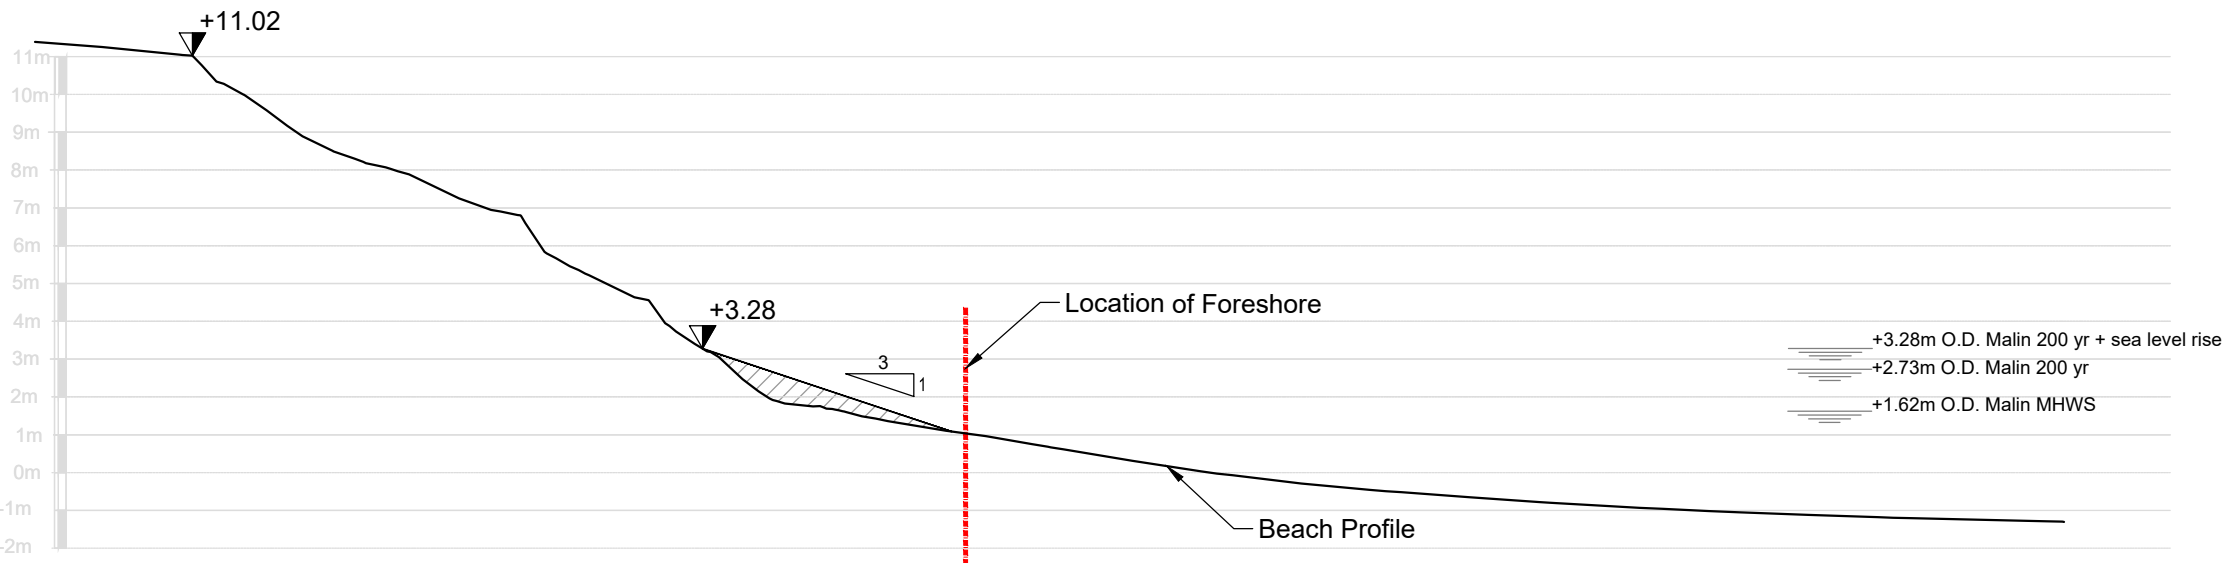 +11.02
11m
10m
9m
8m
7m
6m
5m
4m
3m
2m
1m
0m
-1m
-2m
+3.28
3
1
Location of Foreshore
+3.28m O.D. Malin 200 yr + sea level rise
+2.73m O.D. Malin 200 yr
+1.62m O.D. Malin MHWS
Beach Profile